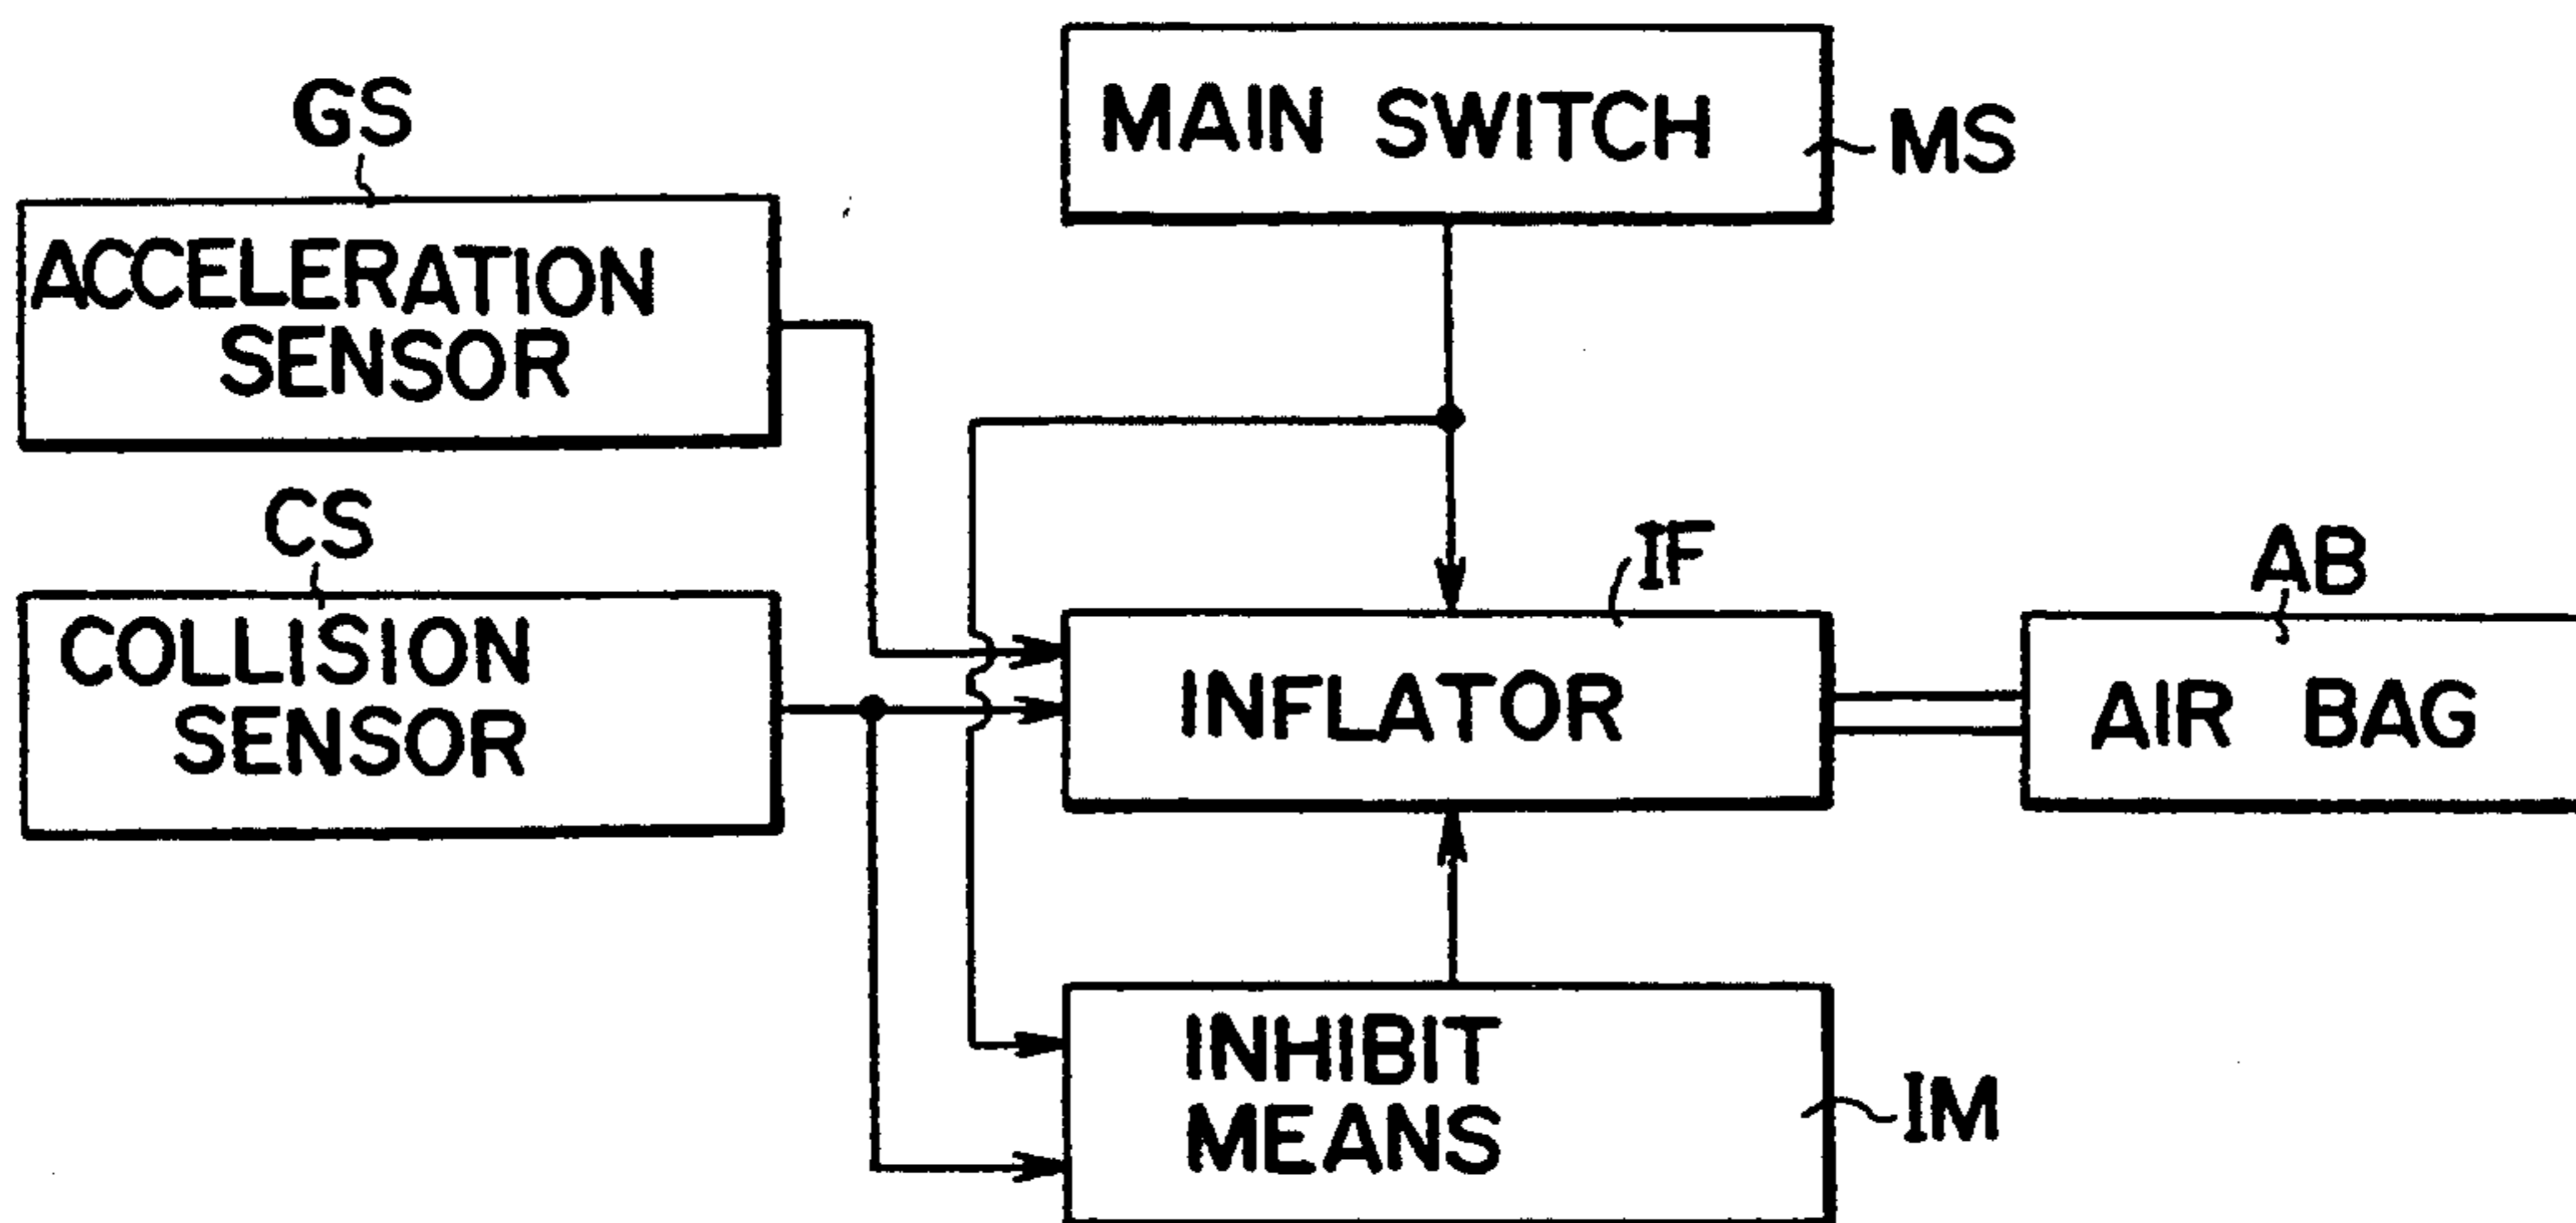 MAIN SWITCH
MS
GS
ACCELERATION
SENSOR
CS
COLLISION
SENSOR
IF
INFLATOR
AB
AIR BAG
INHIBIT
MEANS
IM